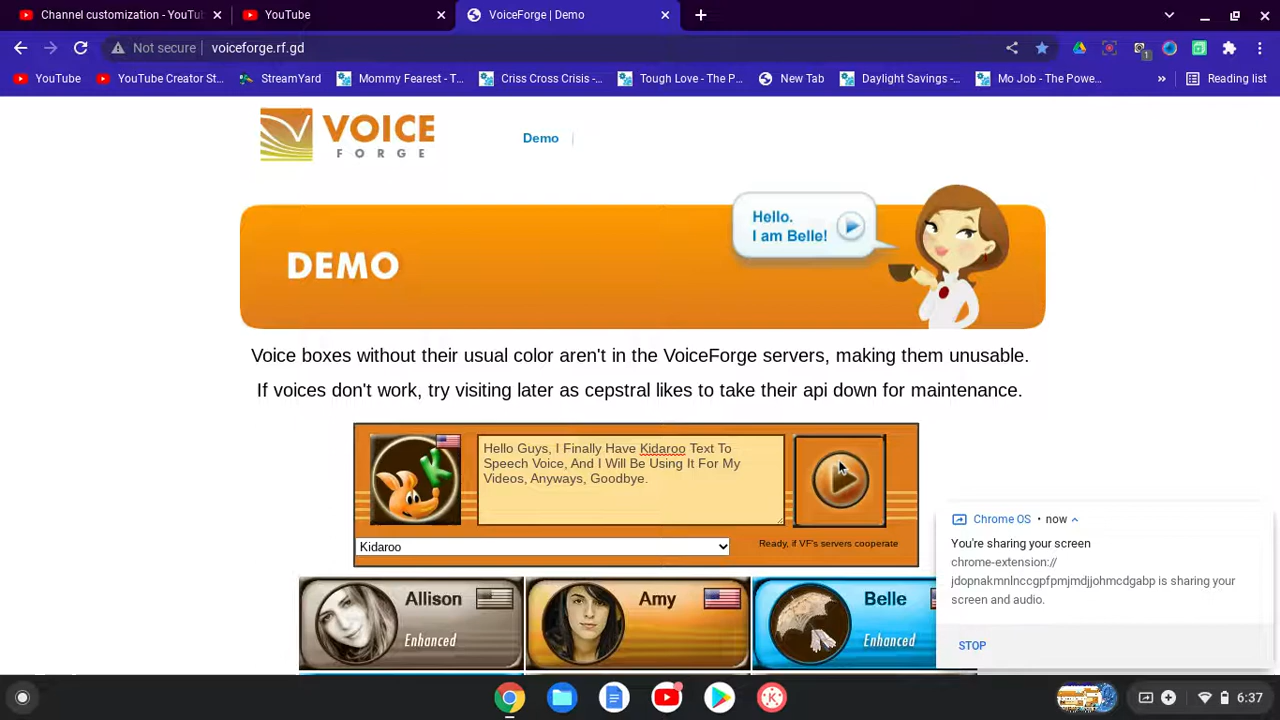 Channel customization - YouTub
YouTube
VoiceForge | Demo
Not secure
voiceforge.rf.gd
1
YouTube
YouTube Creator St...
StreamYard
Mommy Fearest - T...
Criss Cross Crisis -...
Tough Love - The P...
New Tab
Daylight Savings -...
Mo Job - The Powe...
»
Reading list
VOICE
FORGE
Demo
Hello.
I am Belle!
DEMO
Voice boxes without their usual color aren't in the VoiceForge servers, making them unusable.
If voices don't work, try visiting later as cepstral likes to take their api down for maintenance.
K
Hello Guys, I Finally Have Kidaroo Text To
Speech Voice, And I Will Be Using It For My
Videos, Anyways, Goodbye.
Kidaroo
Ready, if VF's servers cooperate
Chrome OS • now
You're sharing your screen
chrome-extension://
jdopnakmnlnccgpfpmjmdjjohmcdgabp is sharing your
screen and audio.
STOP
Allison
Enhanced
Amy
Belle
Enhanced
K
6:37